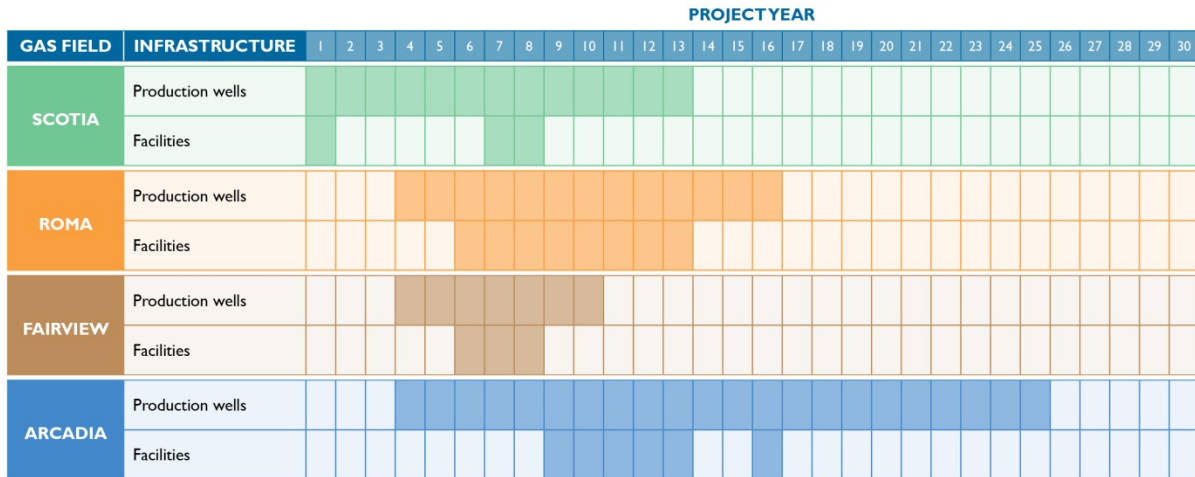 PROJECT YEAR
GAS FIELD INFRASTRUCTURE 1 2 3 4 5 6 7 8 9 10 11 12 13 14 15 16 17 18 19 20 21 22 23 24 25 26 27 28 29 30
SCOTIA
Production wells
Facilities
ROMA
Production wells
Facilities
FAIRVIEW
Production wells
Facilities
ARCADIA
Production wells
Facilities